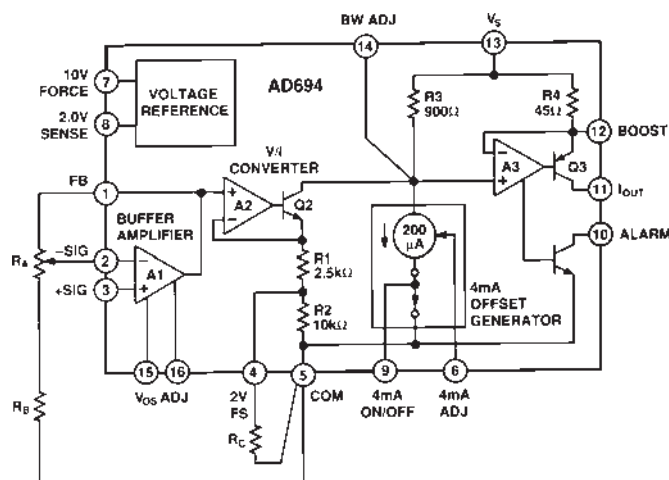 BW ADJ
VS
14
13
10V
FORCE
7
VOLTAGE
REFERENCE
AD694
R3
900Ω
R4
45Ω
2.0V
SENSE
8
12
BOOST
V/I
CONVERTER
Q3
A3
FB
1
A2
Q2
11
IOUT
BUFFER
AMPLIFIER
200
μA
10
ALARM
RA
–SIG
2
A1
R1
2.5kΩ
+SIG
3
4mA
OFFSET
GENERATOR
R2
10kΩ
15
16
4
5
9
6
VOS ADJ
2V
FS
COM
4mA
ON/OFF
4mA
ADJ
RB
RC